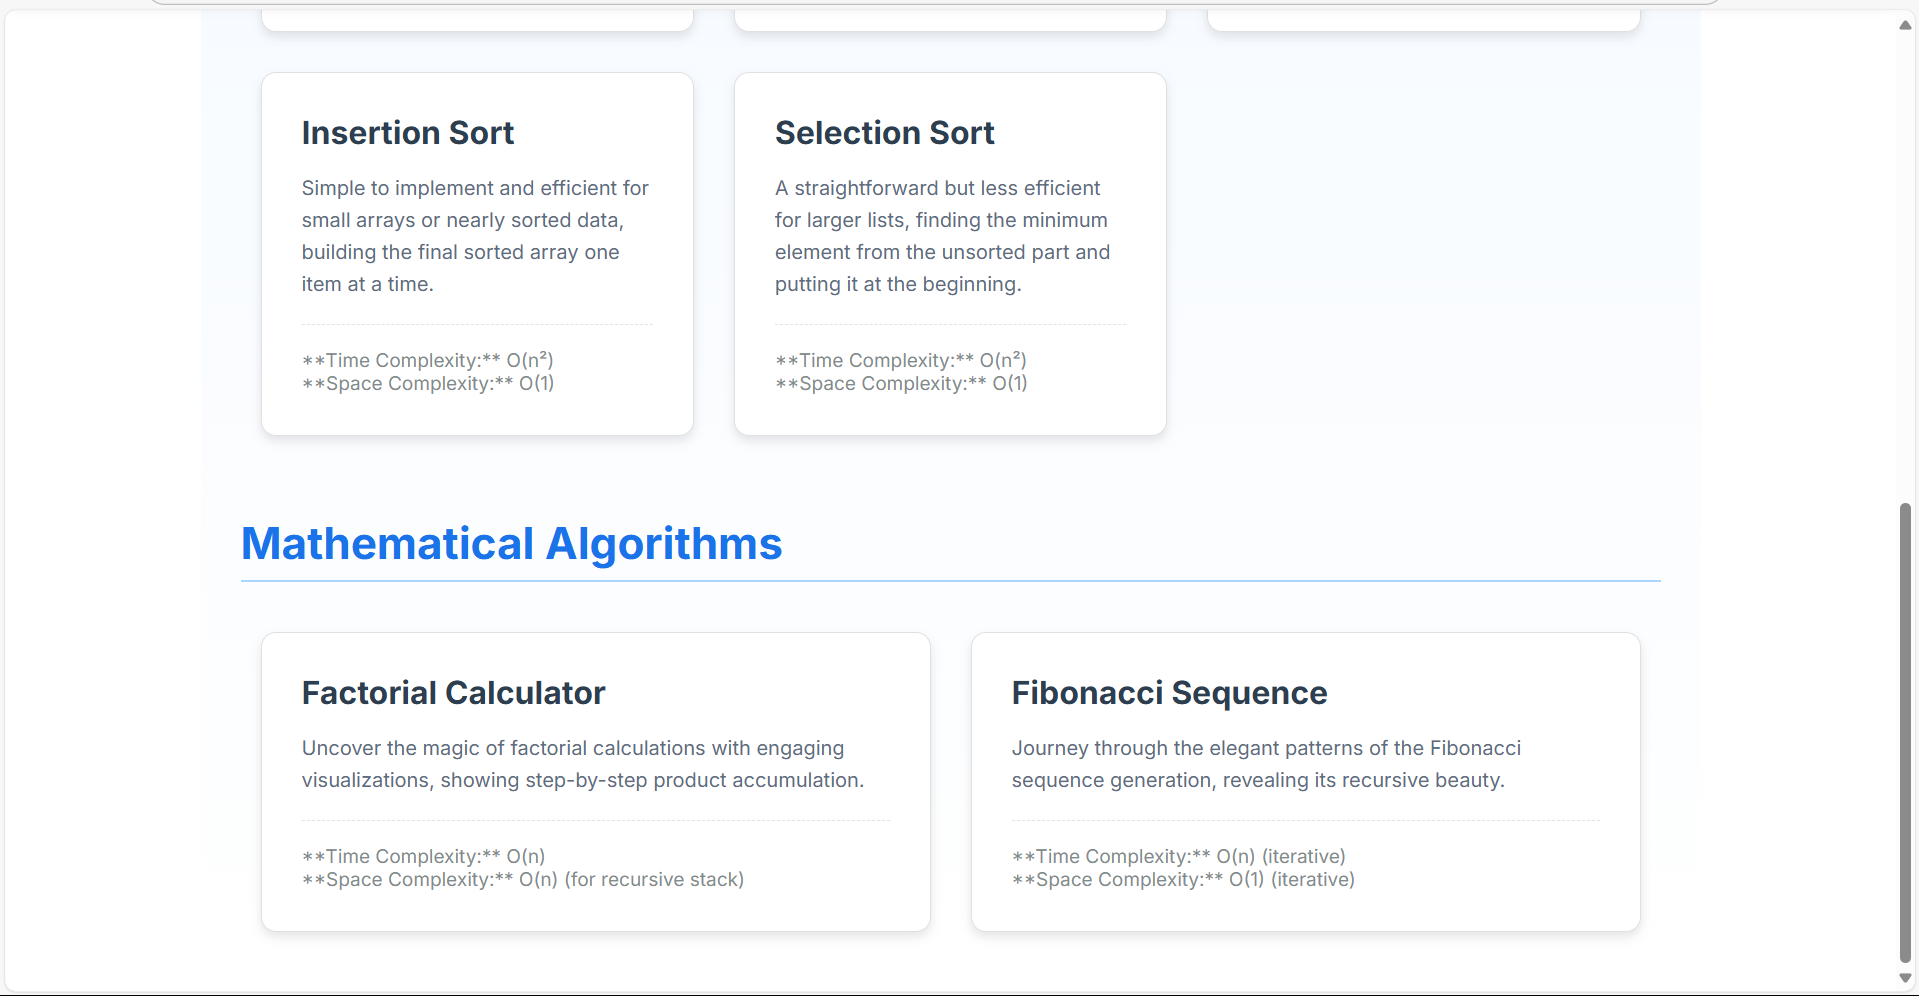 Insertion Sort
Simple to implement and efficient for
small arrays or nearly sorted data,
building the final sorted array one
item at a time.
**Time Complexity:** O(n²)
**Space Complexity:** O(1)
Selection Sort
A straightforward but less efficient
for larger lists, finding the minimum
element from the unsorted part and
putting it at the beginning.
**Time Complexity:** O(n²)
**Space Complexity:** O(1)
Mathematical Algorithms
Factorial Calculator
Uncover the magic of factorial calculations with engaging
visualizations, showing step-by-step product accumulation.
**Time Complexity:** O(n)
**Space Complexity:** O(n) (for recursive stack)
Fibonacci Sequence
Journey through the elegant patterns of the Fibonacci
sequence generation, revealing its recursive beauty.
**Time Complexity:** O(n) (iterative)
**Space Complexity:** O(1) (iterative)